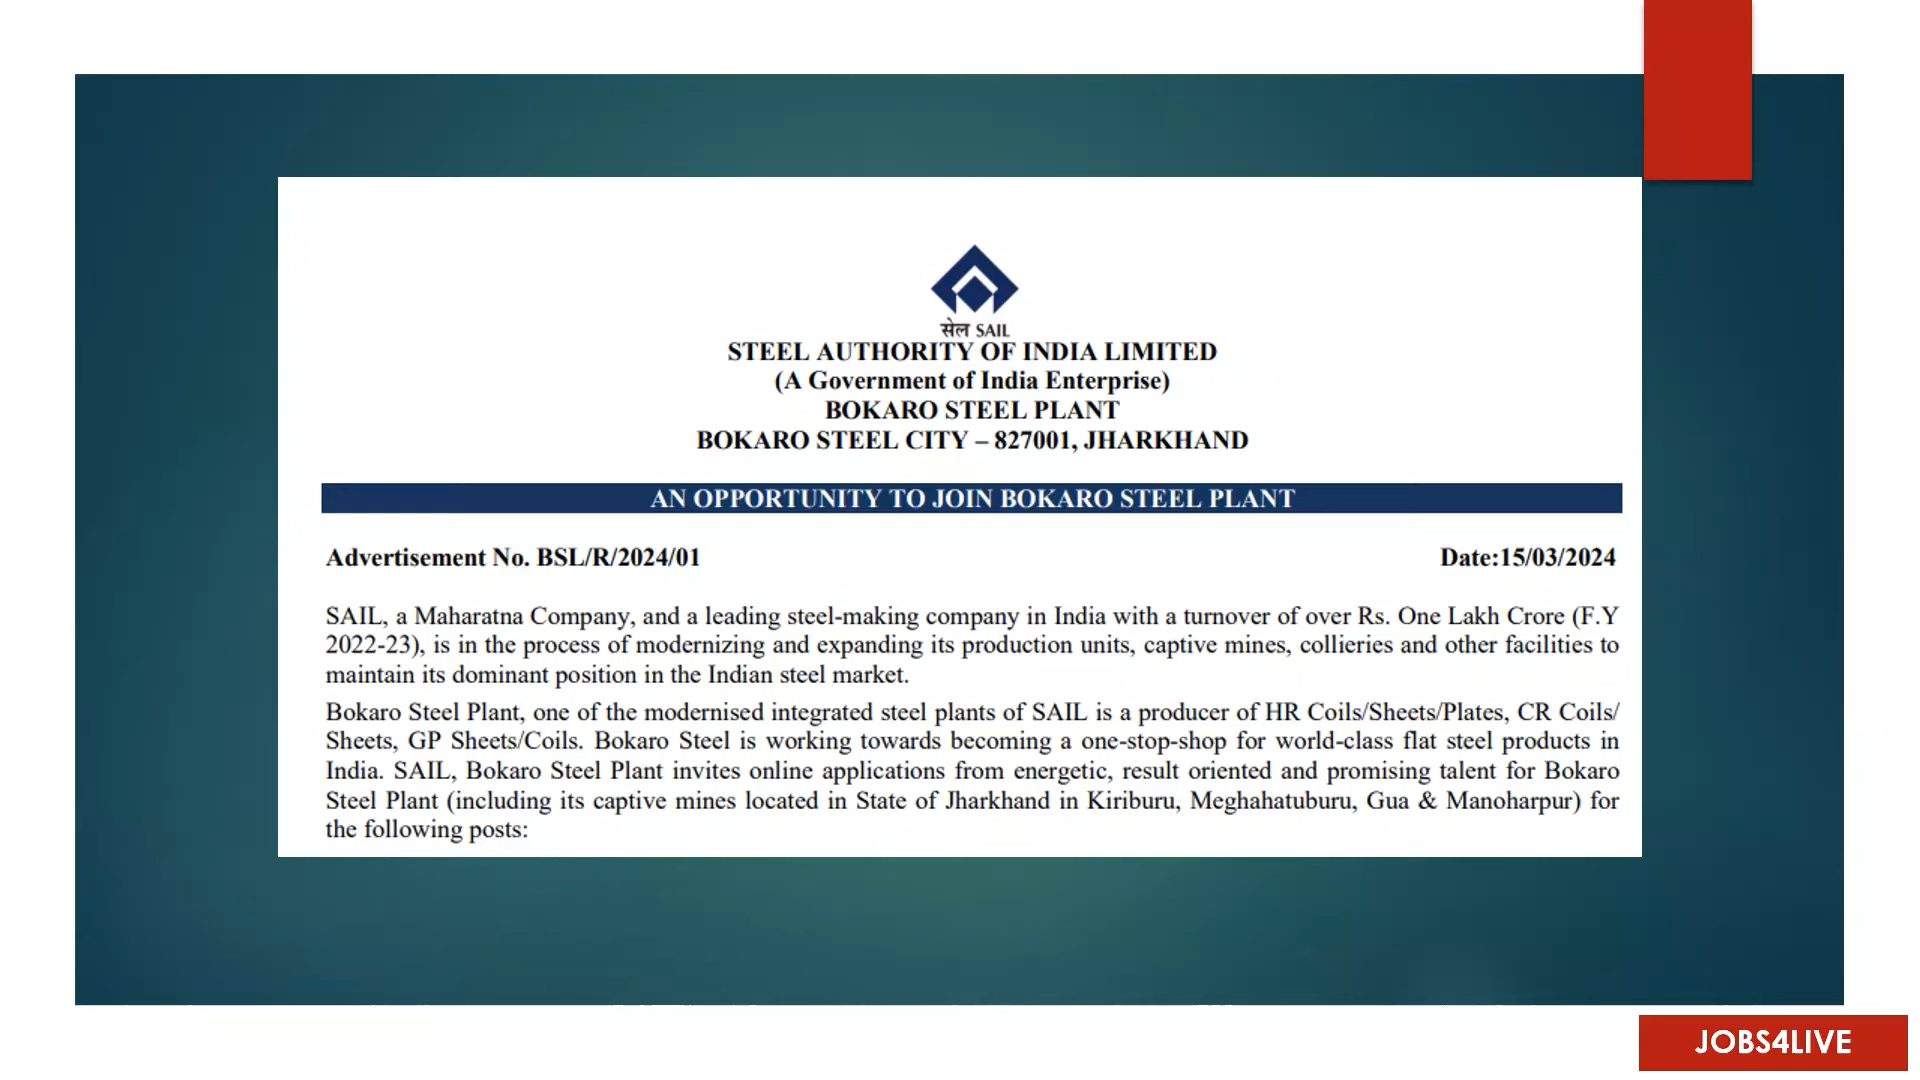 सेल SAIL
STEEL AUTHORITY OF INDIA LIMITED
(A Government of India Enterprise)
BOKARO STEEL PLANT
BOKARO STEEL CITY – 827001, JHARKHAND
AN OPPORTUNITY TO JOIN BOKARO STEEL PLANT
Advertisement No. BSL/R/2024/01 Date:15/03/2024
SAIL, a Maharatna Company, and a leading steel-making company in India with a turnover of over Rs. One Lakh Crore (F.Y
2022-23), is in the process of modernizing and expanding its production units, captive mines, collieries and other facilities to
maintain its dominant position in the Indian steel market.
Bokaro Steel Plant, one of the modernised integrated steel plants of SAIL is a producer of HR Coils/Sheets/Plates, CR Coils/
Sheets, GP Sheets/Coils. Bokaro Steel is working towards becoming a one-stop-shop for world-class flat steel products in
India. SAIL, Bokaro Steel Plant invites online applications from energetic, result oriented and promising talent for Bokaro
Steel Plant (including its captive mines located in State of Jharkhand in Kiriburu, Meghahatuburu, Gua & Manoharpur) for
the following posts:
JOBS4LIVE